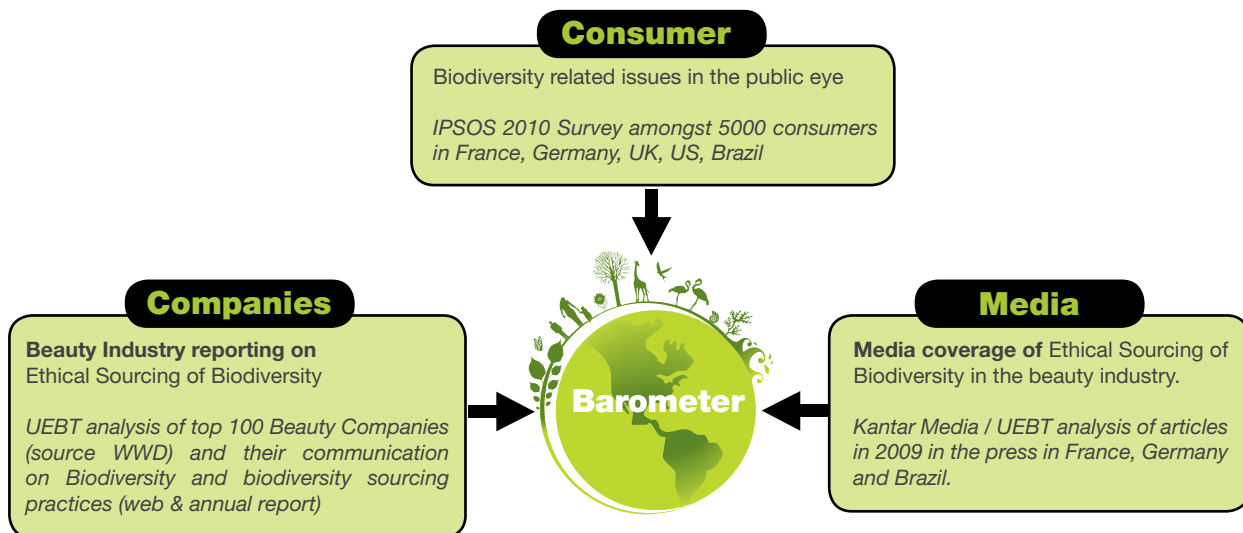 Consumer
Biodiversity related issues in the public eye
IPSOS 2010 Survey amongst 5000 consumers
in France, Germany, UK, US, Brazil
Companies
Beauty Industry reporting on
Ethical Sourcing of Biodiversity
UEBT analysis of top 100 Beauty Companies
(source WWD) and their communication
on Biodiversity and biodiversity sourcing
practices (web & annual report)
Barometer
Media
Media coverage of Ethical Sourcing of
Biodiversity in the beauty industry.
Kantar Media / UEBT analysis of articles
in 2009 in the press in France, Germany
and Brazil.